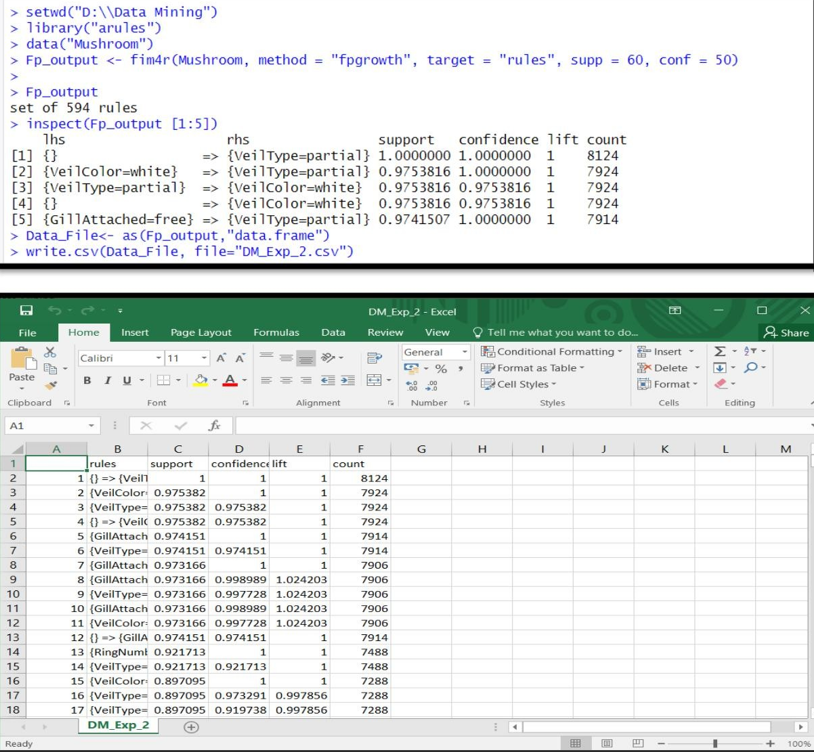 > setwd("D:\\Data Mining")
> library("arules")
> data("Mushroom")
> Fp_output <- fim4r(Mushroom, method = "fpgrowth", target = "rules", supp = 60, conf = 50)
>
> Fp_output
set of 594 rules
> inspect(Fp_output [1:5])
lhs rhs support confidence lift count
[1] {} => {VeilType=partial} 1.0000000 1.0000000 1 8124
[2] {VeilColor=white} => {VeilType=partial} 0.9753816 1.0000000 1 7924
[3] {VeilType=partial} => {VeilColor=white} 0.9753816 0.9753816 1 7924
[4] {} => {VeilColor=white} 0.9753816 0.9753816 1 7924
[5] {GillAttached=free} => {VeilType=partial} 0.9741507 1.0000000 1 7914
> Data_File<- as(Fp_output,"data.frame")
> write.csv(Data_File, file="DM_Exp_2.csv")
DM_Exp_2 - Excel
File Home Insert Page Layout Formulas Data Review View Tell me what you want to do... Share
Calibri 11 A A General Conditional Formatting Insert Σ
Paste B I U A % , Format as Table Delete
Cell Styles Format
Clipboard Font Alignment Number Styles Cells Editing
A1 fx
A B C D E F G H I J K L M
1 rules support confidence lift count
2 1 {} => {VeilT 1 1 1 8124
3 2 {VeilColor= 0.975382 1 1 7924
4 3 {VeilType= 0.975382 0.975382 1 7924
5 4 {} => {VeilC 0.975382 0.975382 1 7924
6 5 {GillAttach 0.974151 1 1 7914
7 6 {VeilType= 0.974151 0.974151 1 7914
8 7 {GillAttach 0.973166 1 1 7906
9 8 {GillAttach 0.973166 0.998989 1.024203 7906
10 9 {VeilType= 0.973166 0.997728 1.024203 7906
11 10 {GillAttach 0.973166 0.998989 1.024203 7906
12 11 {VeilColor= 0.973166 0.997728 1.024203 7906
13 12 {} => {GillA 0.974151 0.974151 1 7914
14 13 {RingNuml 0.921713 1 1 7488
15 14 {VeilType= 0.921713 0.921713 1 7488
16 15 {VeilColor= 0.897095 1 1 7288
17 16 {VeilType= 0.897095 0.973291 0.997856 7288
18 17 {VeilType= 0.897095 0.919738 0.997856 7288
DM_Exp_2
Ready 100%